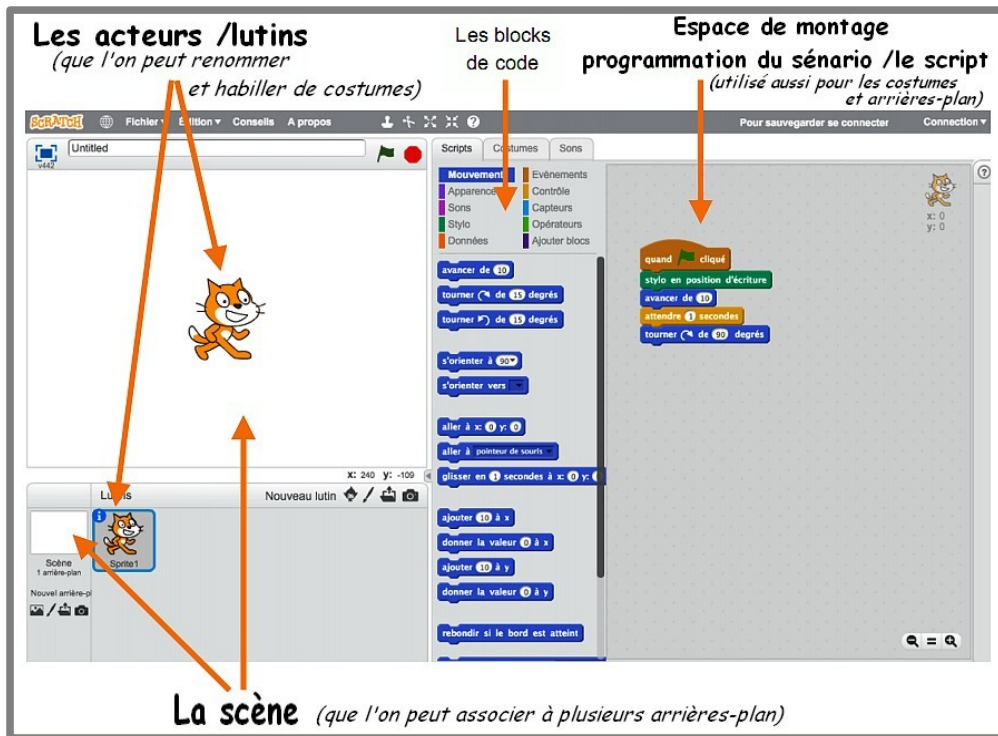 Les acteurs /lutins
(que l'on peut renommer
et habiller de costumes)
Les blocks
de code
Espace de montage
programmation du sénario /le script
(utilisé aussi pour les costumes
et arrières-plan)
SCRATCH Fichier Édition Conseils A propos Pour sauvegarder se connecter Connection
v442 Untitled
Scripts Costumes Sons
Mouvement Evènements
Apparence Contrôle
Sons Capteurs
Stylo Opérateurs
Données Ajouter blocs
avancer de 10
tourner de 15 degrés
tourner de 15 degrés
s'orienter à 90
s'orienter vers
aller à x: 0 y: 0
aller à pointeur de souris
glisser en 1 secondes à x: 0 y:
ajouter 10 à x
donner la valeur 0 à x
ajouter 10 à y
donner la valeur 0 à y
rebondir si le bord est atteint
x: 0
y: 0
quand cliqué
stylo en position d'écriture
avancer de 10
attendre 1 secondes
tourner de 90 degrés
x: 240 y: -109
Lutins Nouveau lutin
Scène
1 arrière-plan
Sprite1
Nouvel arrière-pl
La scène (que l'on peut associer à plusieurs arrières-plan)